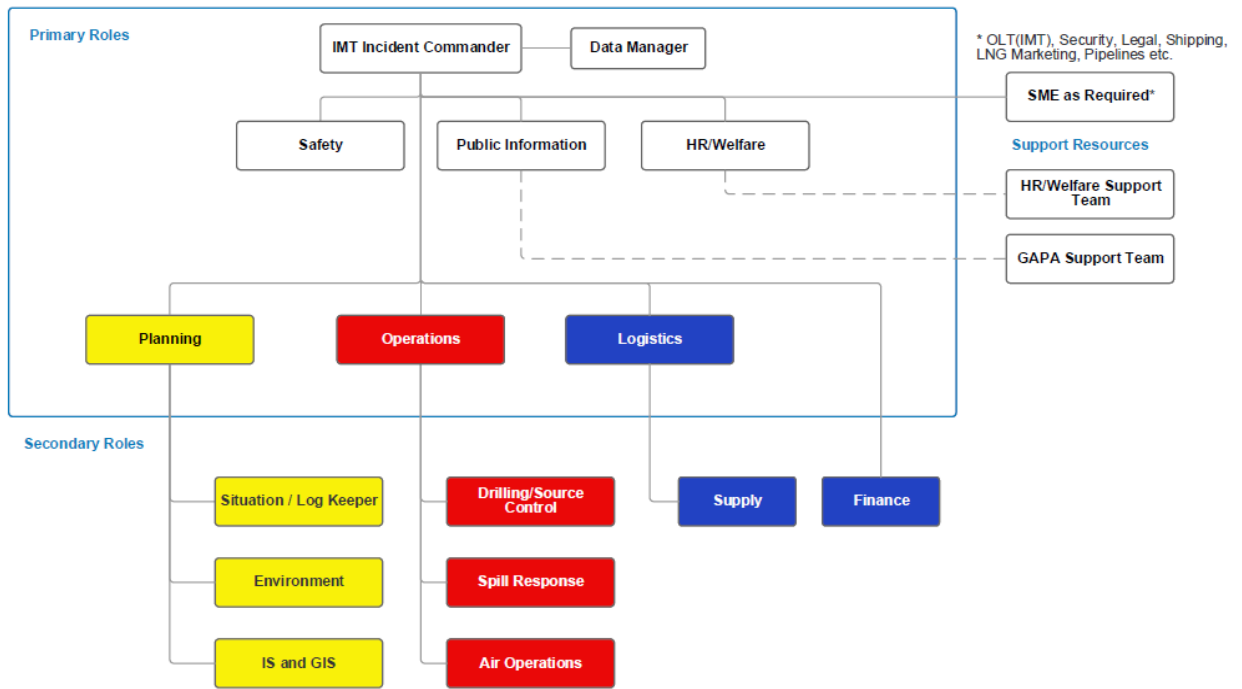 Primary Roles
IMT Incident Commander
Data Manager
* OLT(IMT), Security, Legal, Shipping,
LNG Marketing, Pipelines etc.
SME as Required*
Safety
Public Information
HR/Welfare
Support Resources
HR/Welfare Support
Team
GAPA Support Team
Planning
Operations
Logistics
Secondary Roles
Situation / Log Keeper
Drilling/Source
Control
Supply
Finance
Environment
Spill Response
IS and GIS
Air Operations